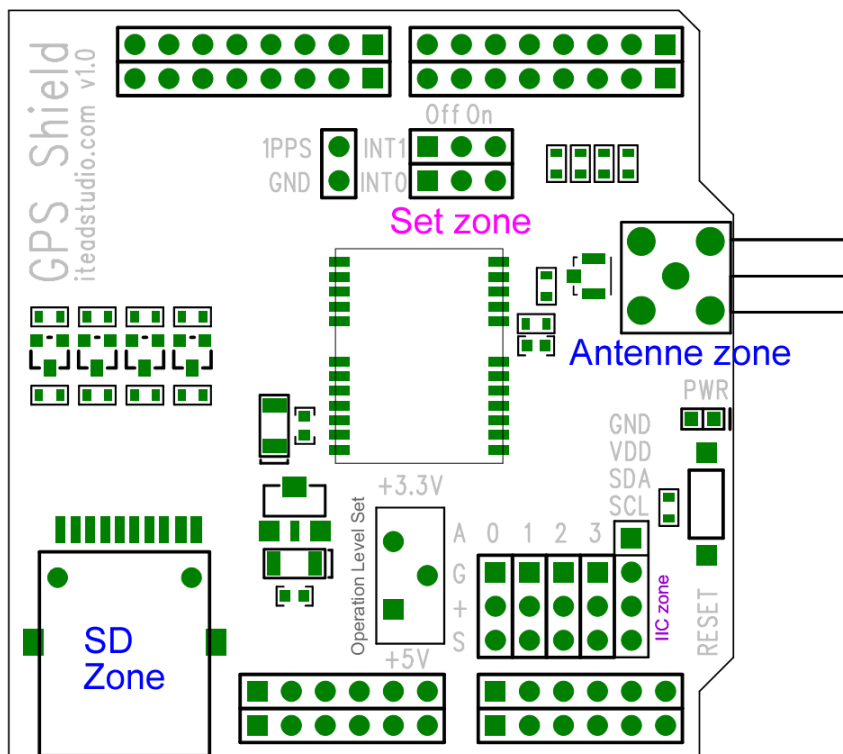 GPS Shield
iteadstudio.com v1.0
Off On
1PPS INT1
GND INT0
Set zone
Antenne zone
PWR
GND
VDD
SDA
SCL
+3.3V
Operation Level Set
+5V
A 0 1 2 3
G
+
S
IIC zone
RESET
SD
Zone